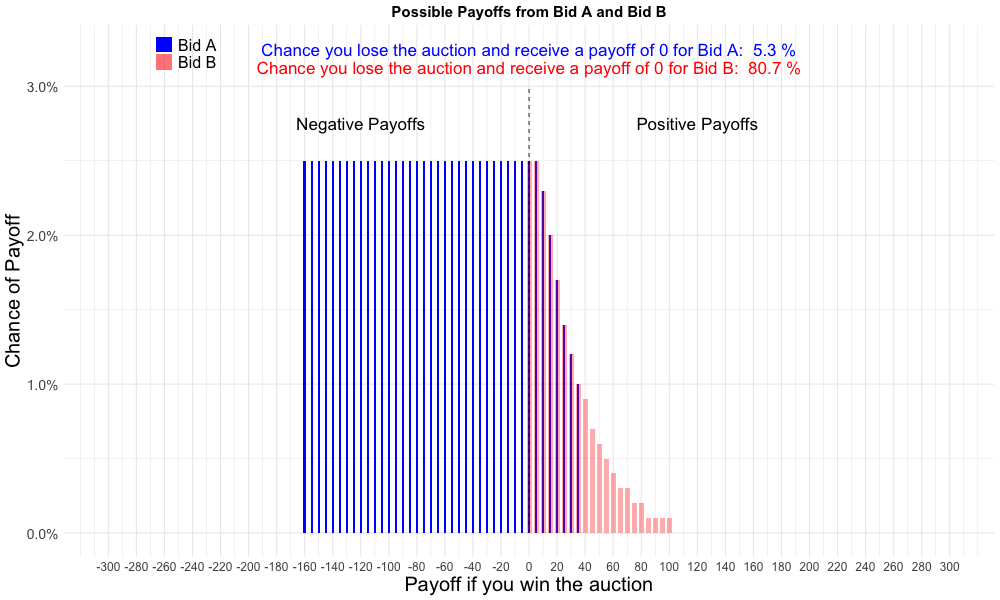 Possible Payoffs from Bid A and Bid B
Bid A
Bid B
Chance you lose the auction and receive a payoff of 0 for Bid A:  5.3 %
Chance you lose the auction and receive a payoff of 0 for Bid B:  80.7 %
Negative Payoffs
Positive Payoffs
Chance of Payoff
3.0%
2.0%
1.0%
0.0%
-300 -280 -260 -240 -220 -200 -180 -160 -140 -120 -100 -80 -60 -40 -20 0 20 40 60 80 100 120 140 160 180 200 220 240 260 280 300
Payoff if you win the auction